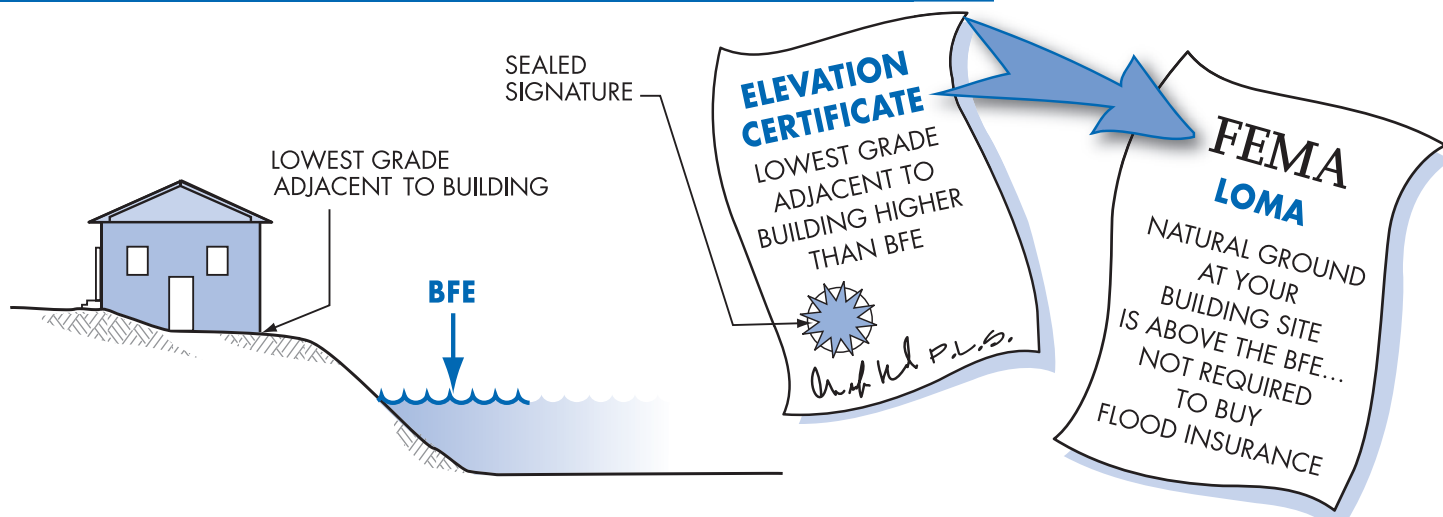 SEALED
SIGNATURE
LOWEST GRADE
ADJACENT TO BUILDING
BFE
ELEVATION
CERTIFICATE
LOWEST GRADE
ADJACENT TO
BUILDING HIGHER
THAN BFE
P.L.S.
FEMA
LOMA
NATURAL GROUND
AT YOUR
BUILDING SITE
IS ABOVE THE BFE...
NOT REQUIRED
TO BUY
FLOOD INSURANCE